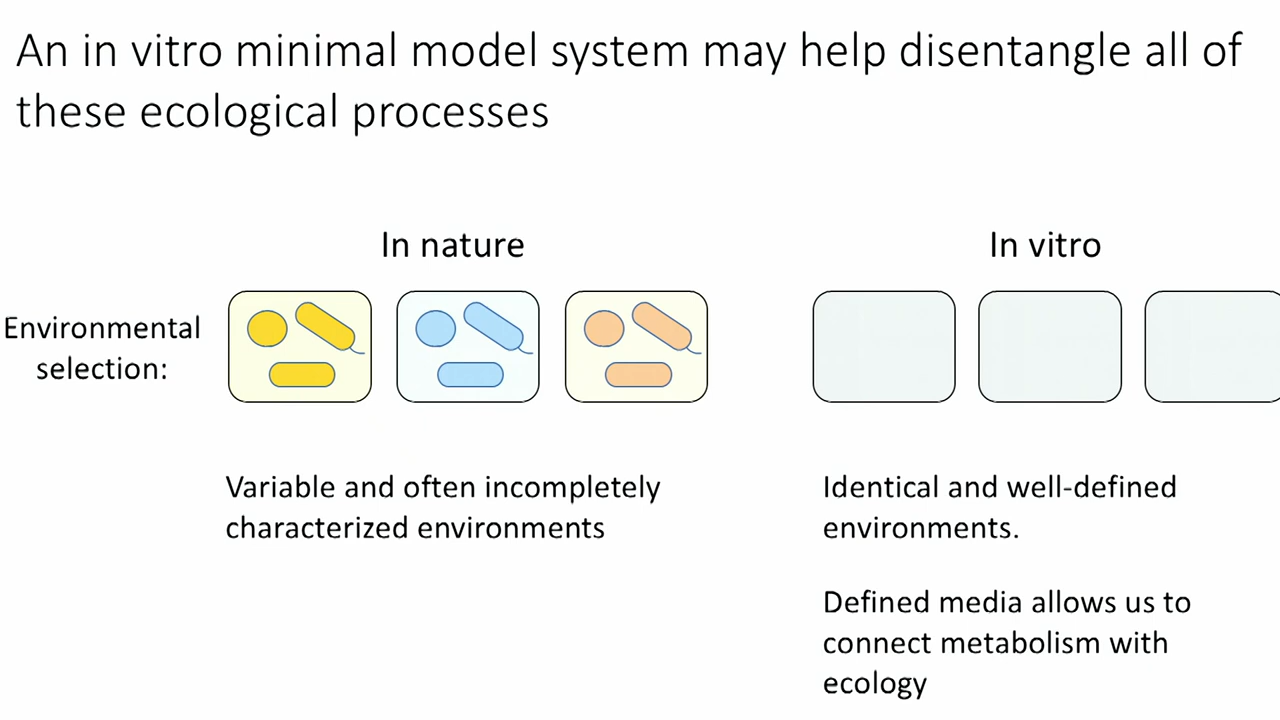 An in vitro minimal model system may help disentangle all of
these ecological processes
In nature
In vitro
Environmental
selection:
Variable and often incompletely
characterized environments
Identical and well-defined
environments.
Defined media allows us to
connect metabolism with
ecology